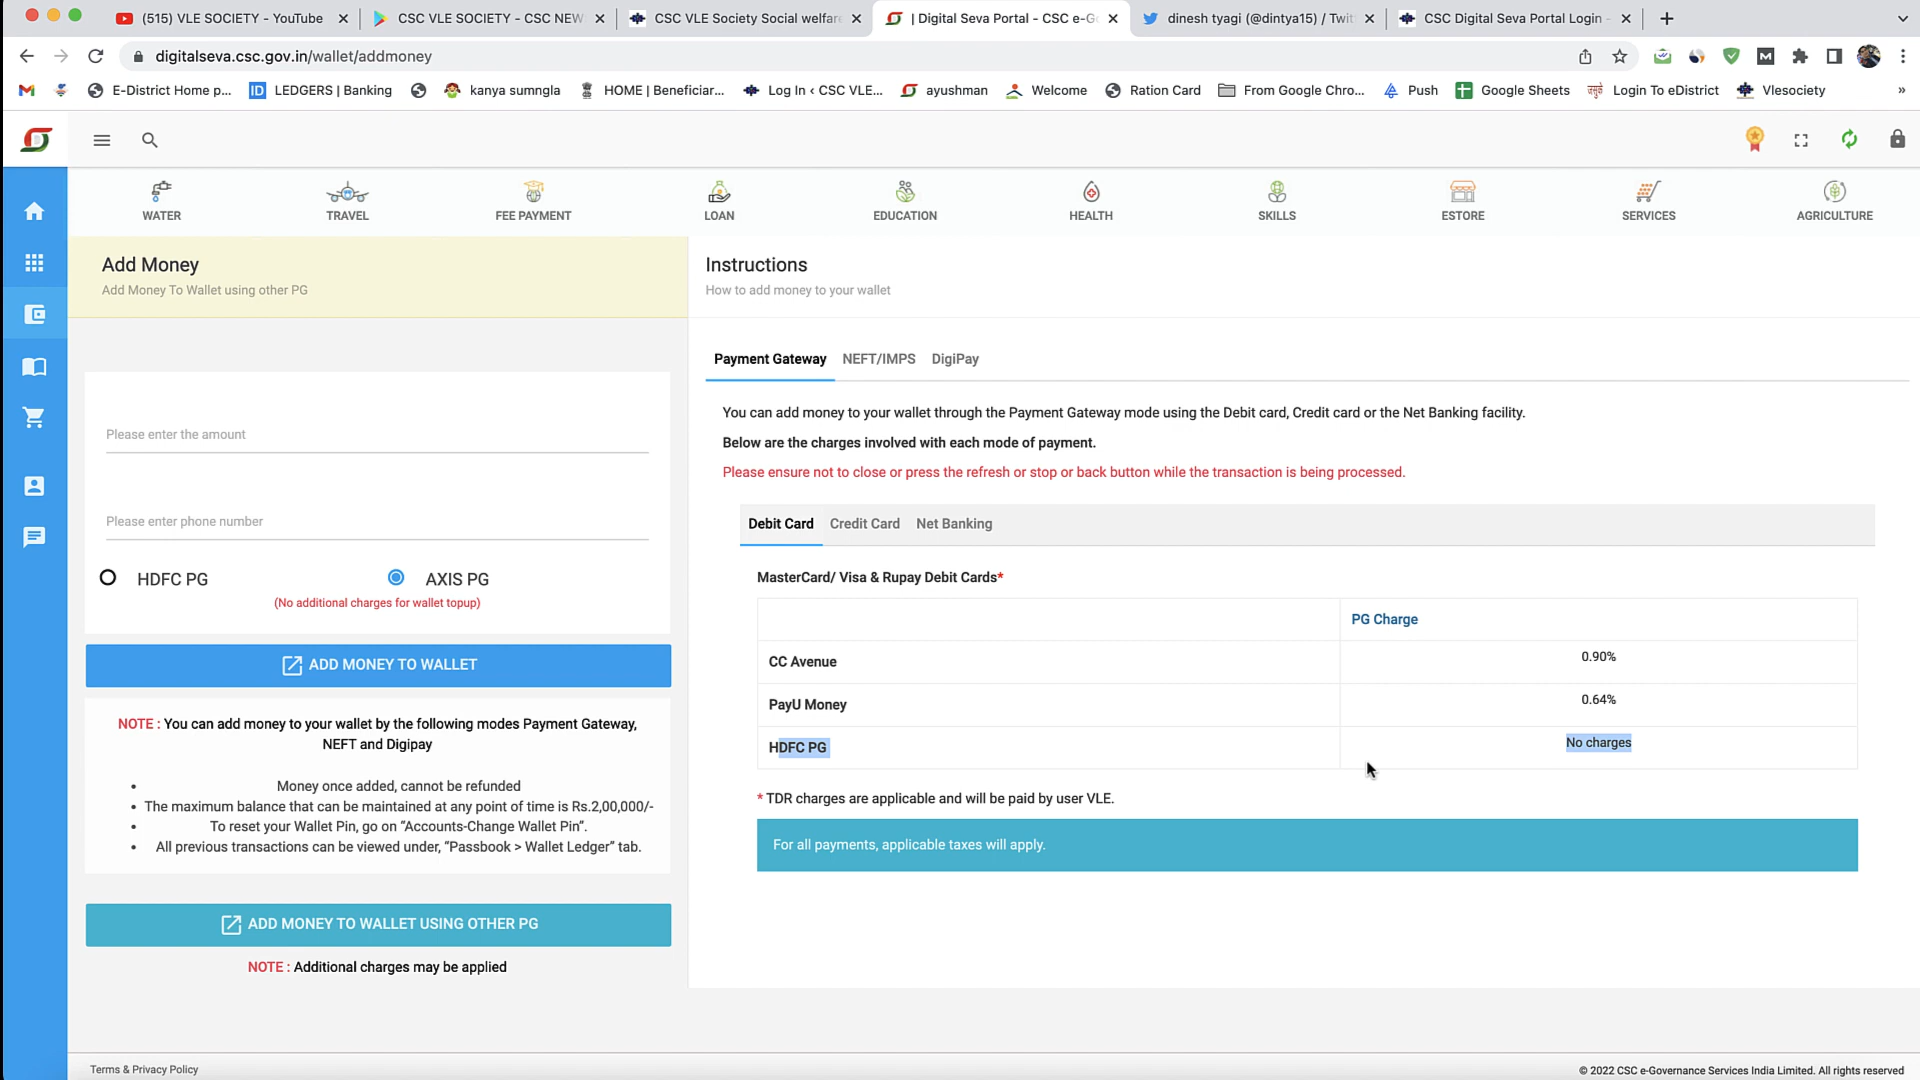 (515) VLE SOCIETY - YouTube
CSC VLE SOCIETY - CSC NEW
CSC VLE Society Social welfare
| Digital Seva Portal - CSC e-G
dinesh tyagi (@dintya15) / Twit
CSC Digital Seva Portal Login -
digitalseva.csc.gov.in/wallet/addmoney
E-District Home p...
ID LEDGERS | Banking
kanya sumngla
HOME | Beneficiar...
Log In ‹ CSC VLE...
ayushman
Welcome
Ration Card
From Google Chro...
Push
Google Sheets
Login To eDistrict
Vlesociety
»
WATER
TRAVEL
FEE PAYMENT
LOAN
EDUCATION
HEALTH
SKILLS
ESTORE
SERVICES
AGRICULTURE
Add Money
Add Money To Wallet using other PG
Please enter the amount
Please enter phone number
HDFC PG
AXIS PG
(No additional charges for wallet topup)
ADD MONEY TO WALLET
NOTE : You can add money to your wallet by the following modes Payment Gateway,
NEFT and Digipay
• Money once added, cannot be refunded
• The maximum balance that can be maintained at any point of time is Rs.2,00,000/-
• To reset your Wallet Pin, go on “Accounts-Change Wallet Pin”.
• All previous transactions can be viewed under, “Passbook > Wallet Ledger” tab.
ADD MONEY TO WALLET USING OTHER PG
NOTE : Additional charges may be applied
Instructions
How to add money to your wallet
Payment Gateway
NEFT/IMPS
DigiPay
You can add money to your wallet through the Payment Gateway mode using the Debit card, Credit card or the Net Banking facility.
Below are the charges involved with each mode of payment.
Please ensure not to close or press the refresh or stop or back button while the transaction is being processed.
Debit Card
Credit Card
Net Banking
MasterCard/ Visa & Rupay Debit Cards*
PG Charge
CC Avenue
0.90%
PayU Money
0.64%
HDFC PG
No charges
* TDR charges are applicable and will be paid by user VLE.
For all payments, applicable taxes will apply.
Terms & Privacy Policy
© 2022 CSC e-Governance Services India Limited. All rights reserved